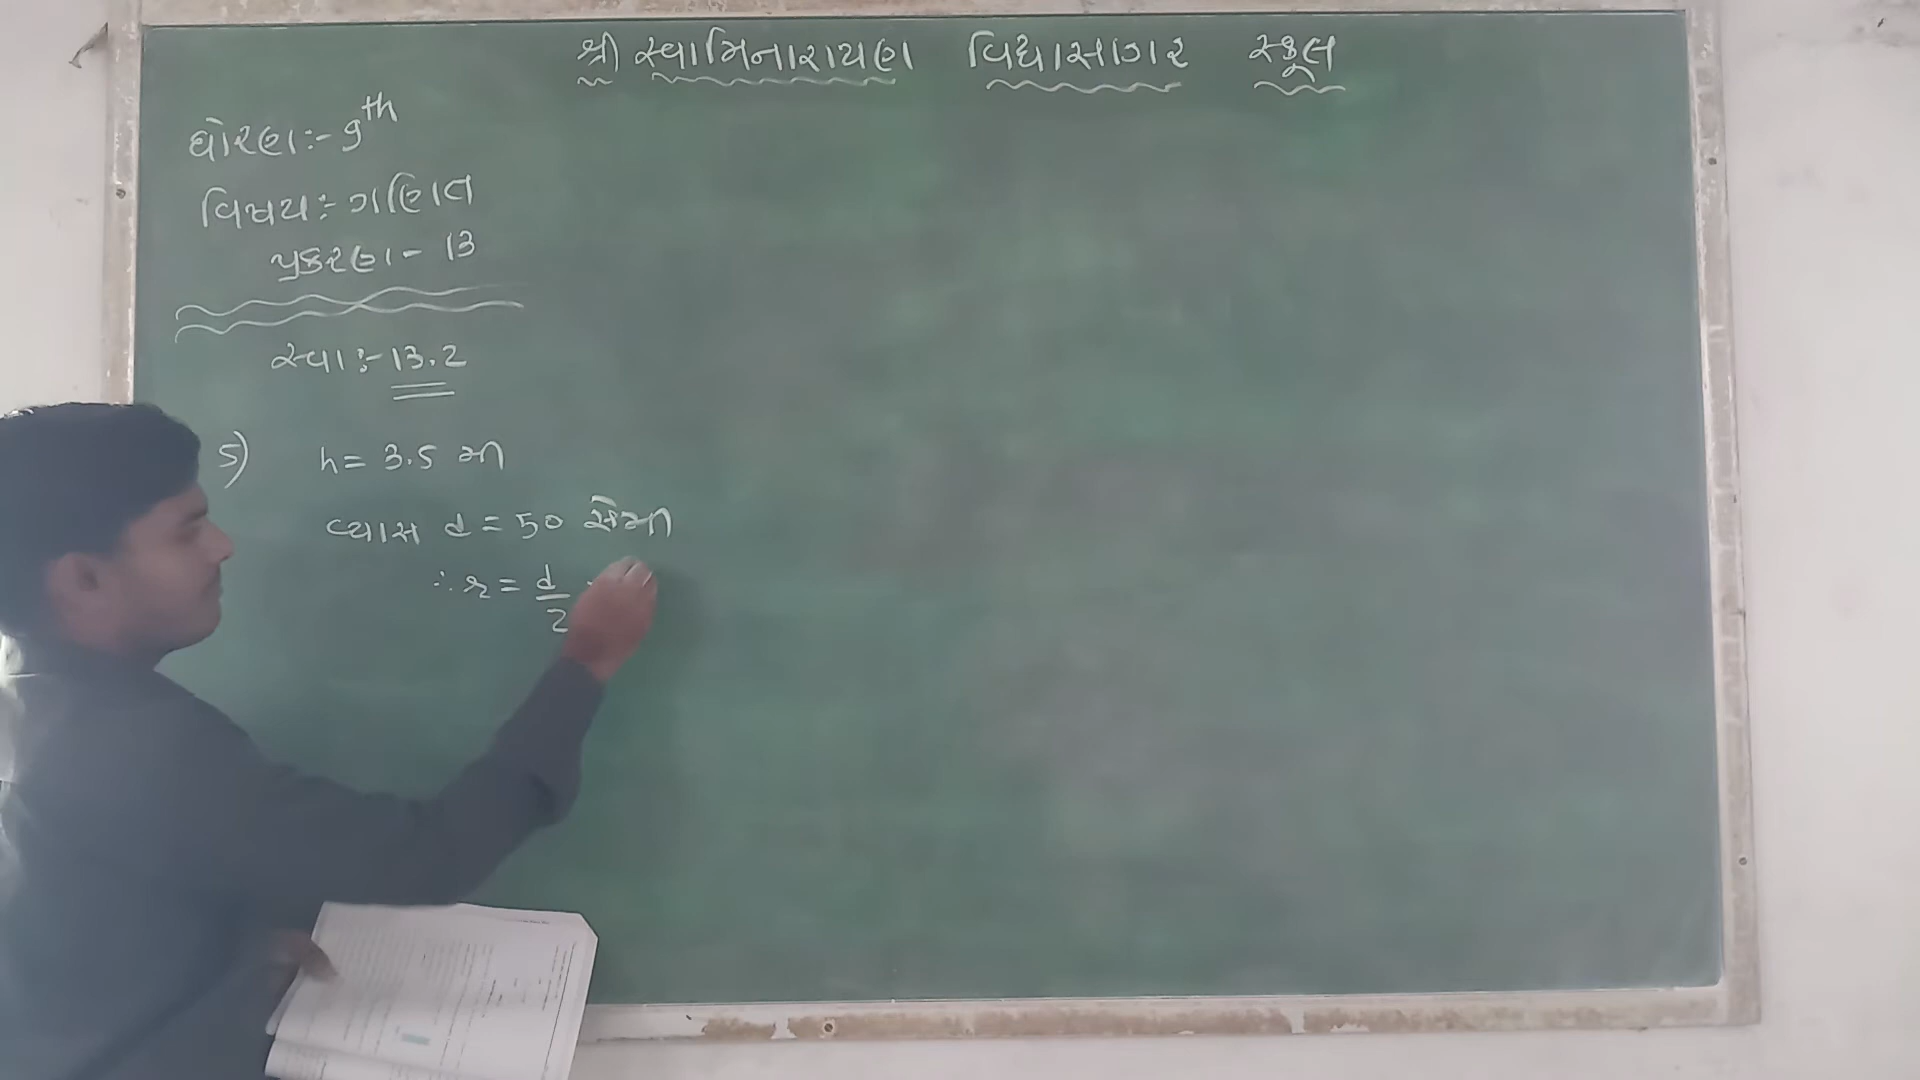 શ્રી સ્વામિનારાયણ વિદ્યાસાગર સ્કૂલ
ધોરણ:- 9th
વિષય:- ગણિત
પ્રકરણ - 13
સ્વા:- 13.2
5) h = 3.5 મી
વ્યાસ d = 50 સેમી
∴ r = d/2